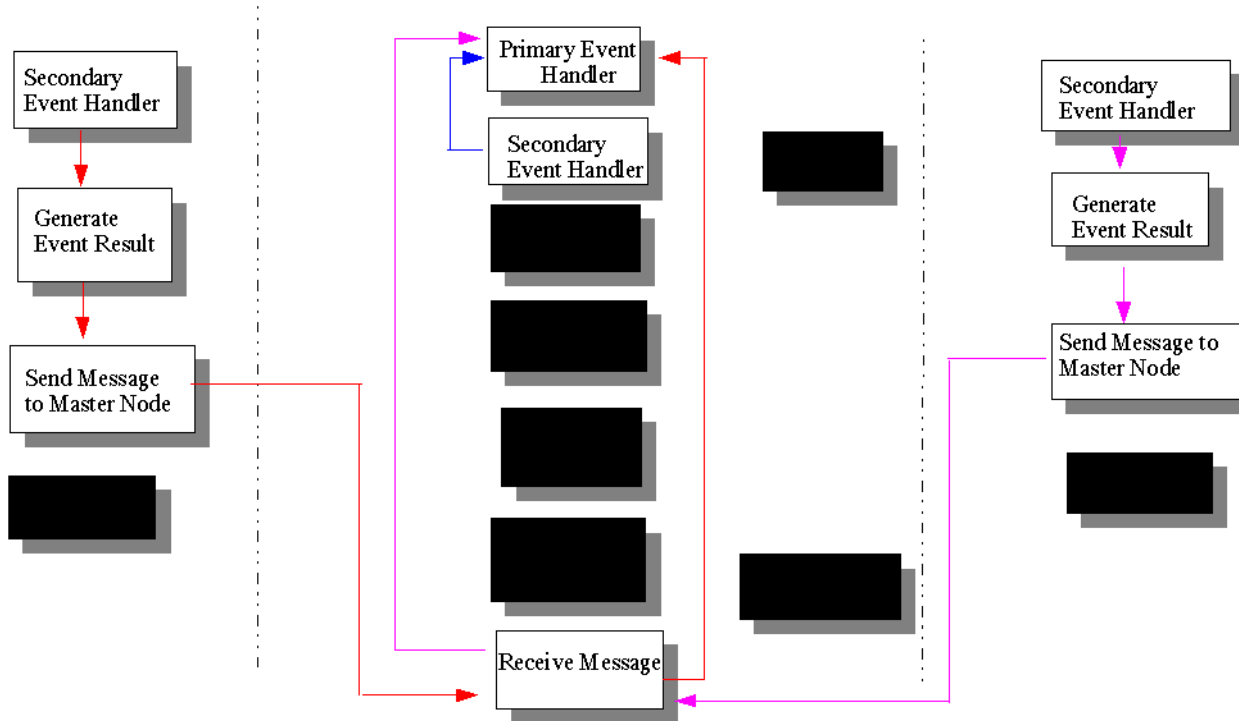 Secondary
Event Handler
Generate
Event Result
Send Message
to Master Node
Primary Event
Handler
Secondary
Event Handler
Receive Message
Secondary
Event Handler
Generate
Event Result
Send Message to
Master Node